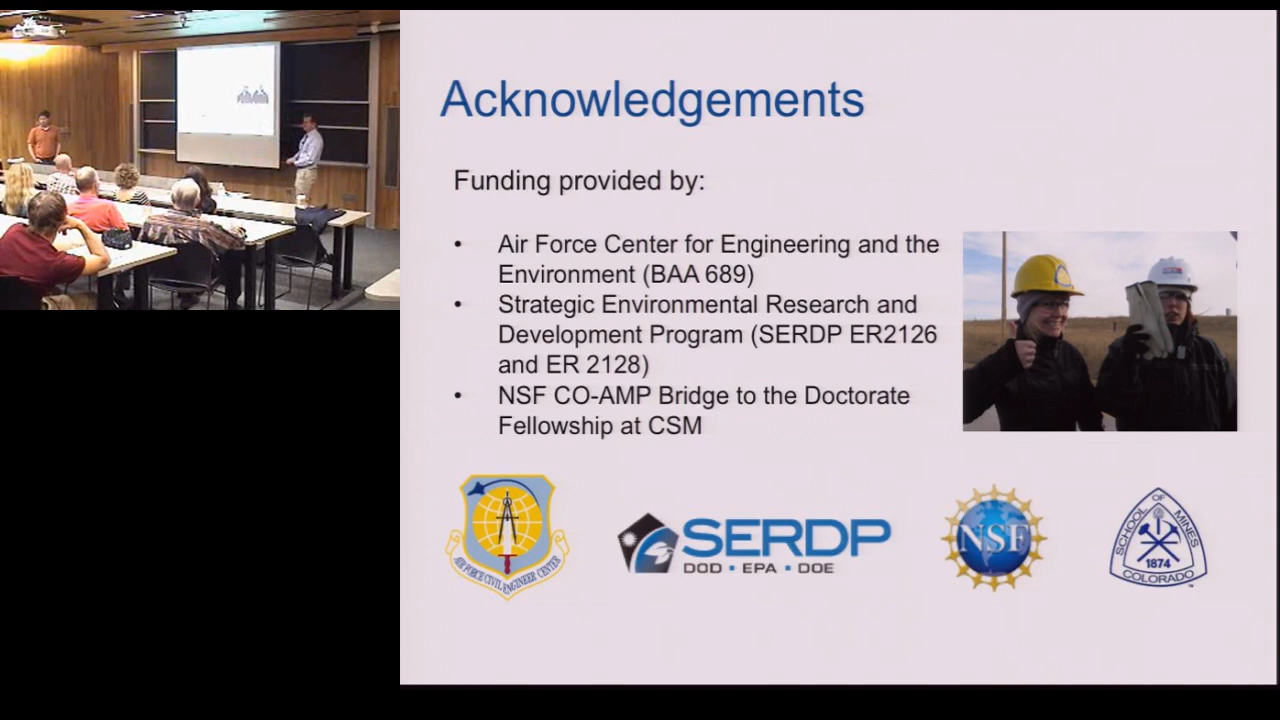 Acknowledgements
Funding provided by:
• Air Force Center for Engineering and the
Environment (BAA 689)
• Strategic Environmental Research and
Development Program (SERDP ER2126
and ER 2128)
• NSF CO-AMP Bridge to the Doctorate
Fellowship at CSM
AIR FORCE CIVIL ENGINEER CENTER
SERDP
DOD • EPA • DOE
NSF
SCHOOL OF MINES
1874
COLORADO
TM